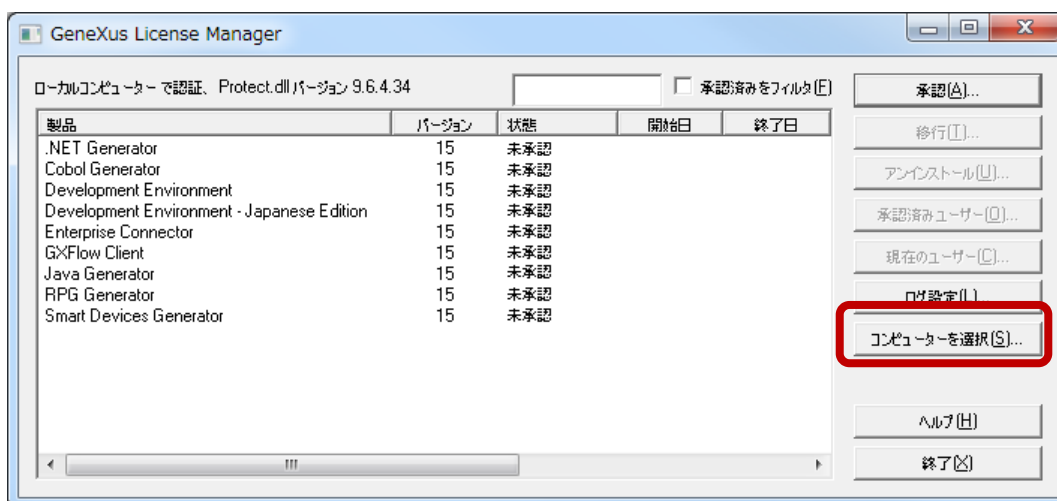 GeneXus License Manager
ローカルコンピューター で認証、 Protect.dll バージョン 9.6.4.34
承認済みをフィルタ(F)
承認(A)...
製品 バージョン 状態 開始日 終了日
移行(T)...
.NET Generator 15 未承認
Cobol Generator 15 未承認
アンインストール(U)...
Development Environment 15 未承認
Development Environment - Japanese Edition 15 未承認
承認済みユーザー(O)...
Enterprise Connector 15 未承認
GXFlow Client 15 未承認
現在のユーザー(C)...
Java Generator 15 未承認
RPG Generator 15 未承認
ログ設定(L)...
Smart Devices Generator 15 未承認
コンピューターを選択(S)...
ヘルプ(H)
終了(X)